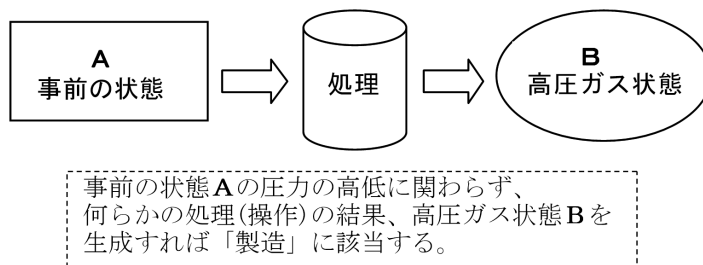 A
事前の状態
処理
B
高圧ガス状態
事前の状態Aの圧力の高低に関わらず、
何らかの処理(操作)の結果、高圧ガス状態Bを
生成すれば「製造」に該当する。